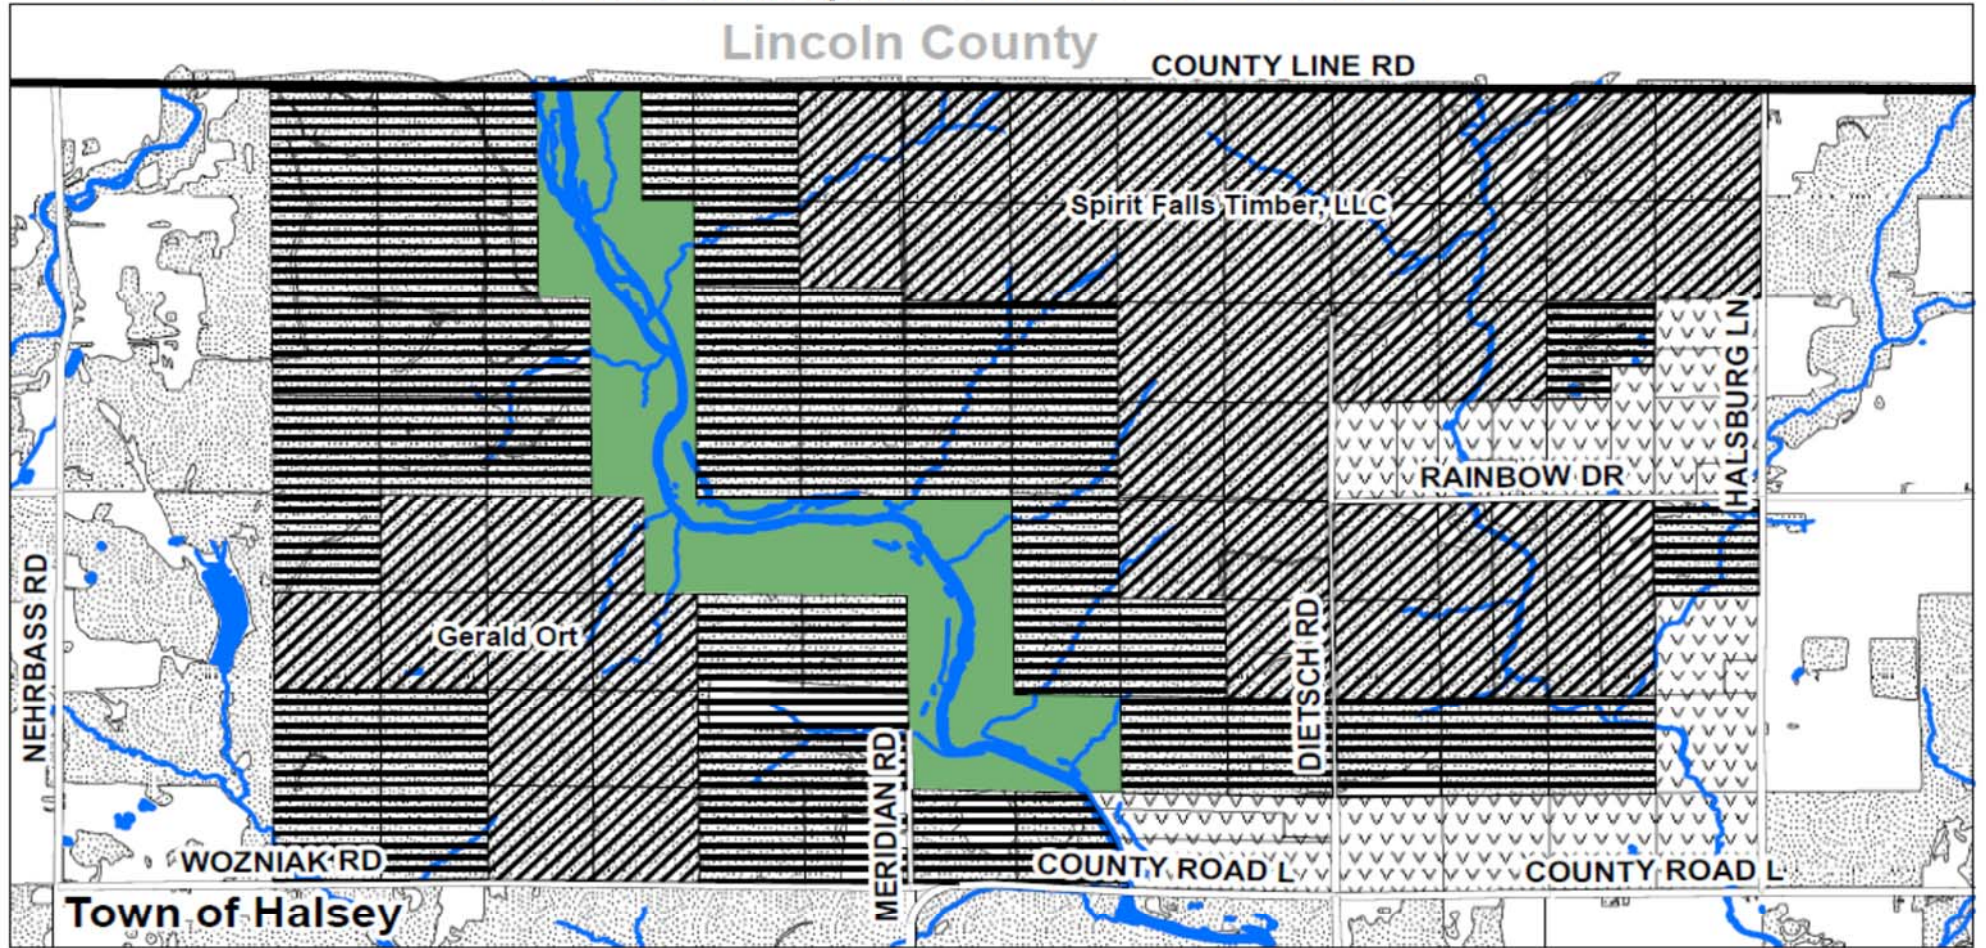 Lincoln County
COUNTY LINE RD
Spirit Falls Timber, LLC
HALSBURG LN
RAINBOW DR
NEHRBASS RD
Gerald Ort
DIETSCH RD
MERIDIAN RD
WOZNIAK RD
COUNTY ROAD L
COUNTY ROAD L
Town of Halsey